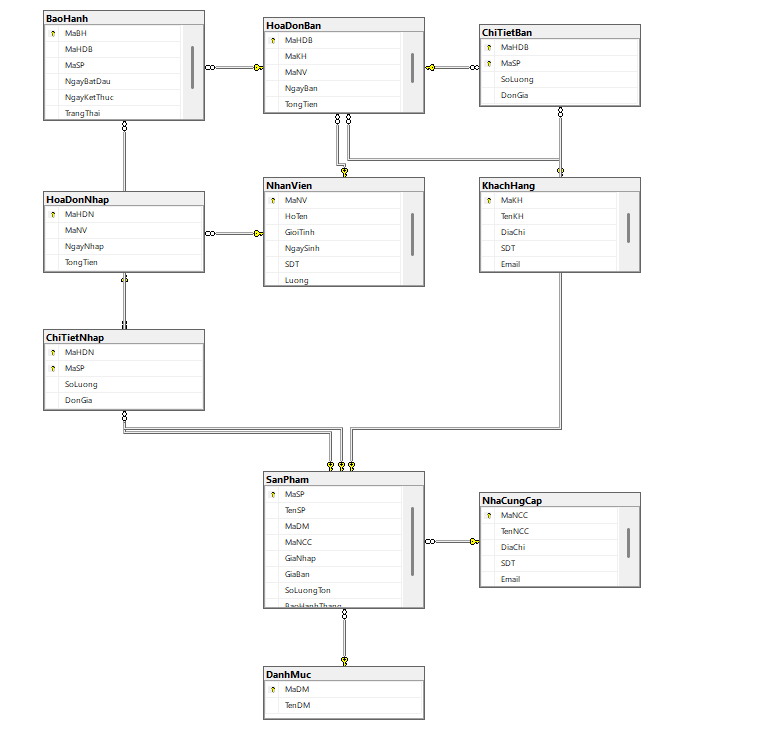 BaoHanh
MaBH
MaHDB
MaSP
NgayBatDau
NgayKetThuc
TrangThai
HoaDonBan
MaHDB
MaKH
MaNV
NgayBan
TongTien
ChiTietBan
MaHDB
MaSP
SoLuong
DonGia
HoaDonNhap
MaHDN
MaNV
NgayNhap
TongTien
NhanVien
MaNV
HoTen
GioiTinh
NgaySinh
SDT
Luong
KhachHang
MaKH
TenKH
DiaChi
SDT
Email
ChiTietNhap
MaHDN
MaSP
SoLuong
DonGia
SanPham
MaSP
TenSP
MaDM
MaNCC
GiaNhap
GiaBan
SoLuongTon
BaoHanhThang
NhaCungCap
MaNCC
TenNCC
DiaChi
SDT
Email
DanhMuc
MaDM
TenDM